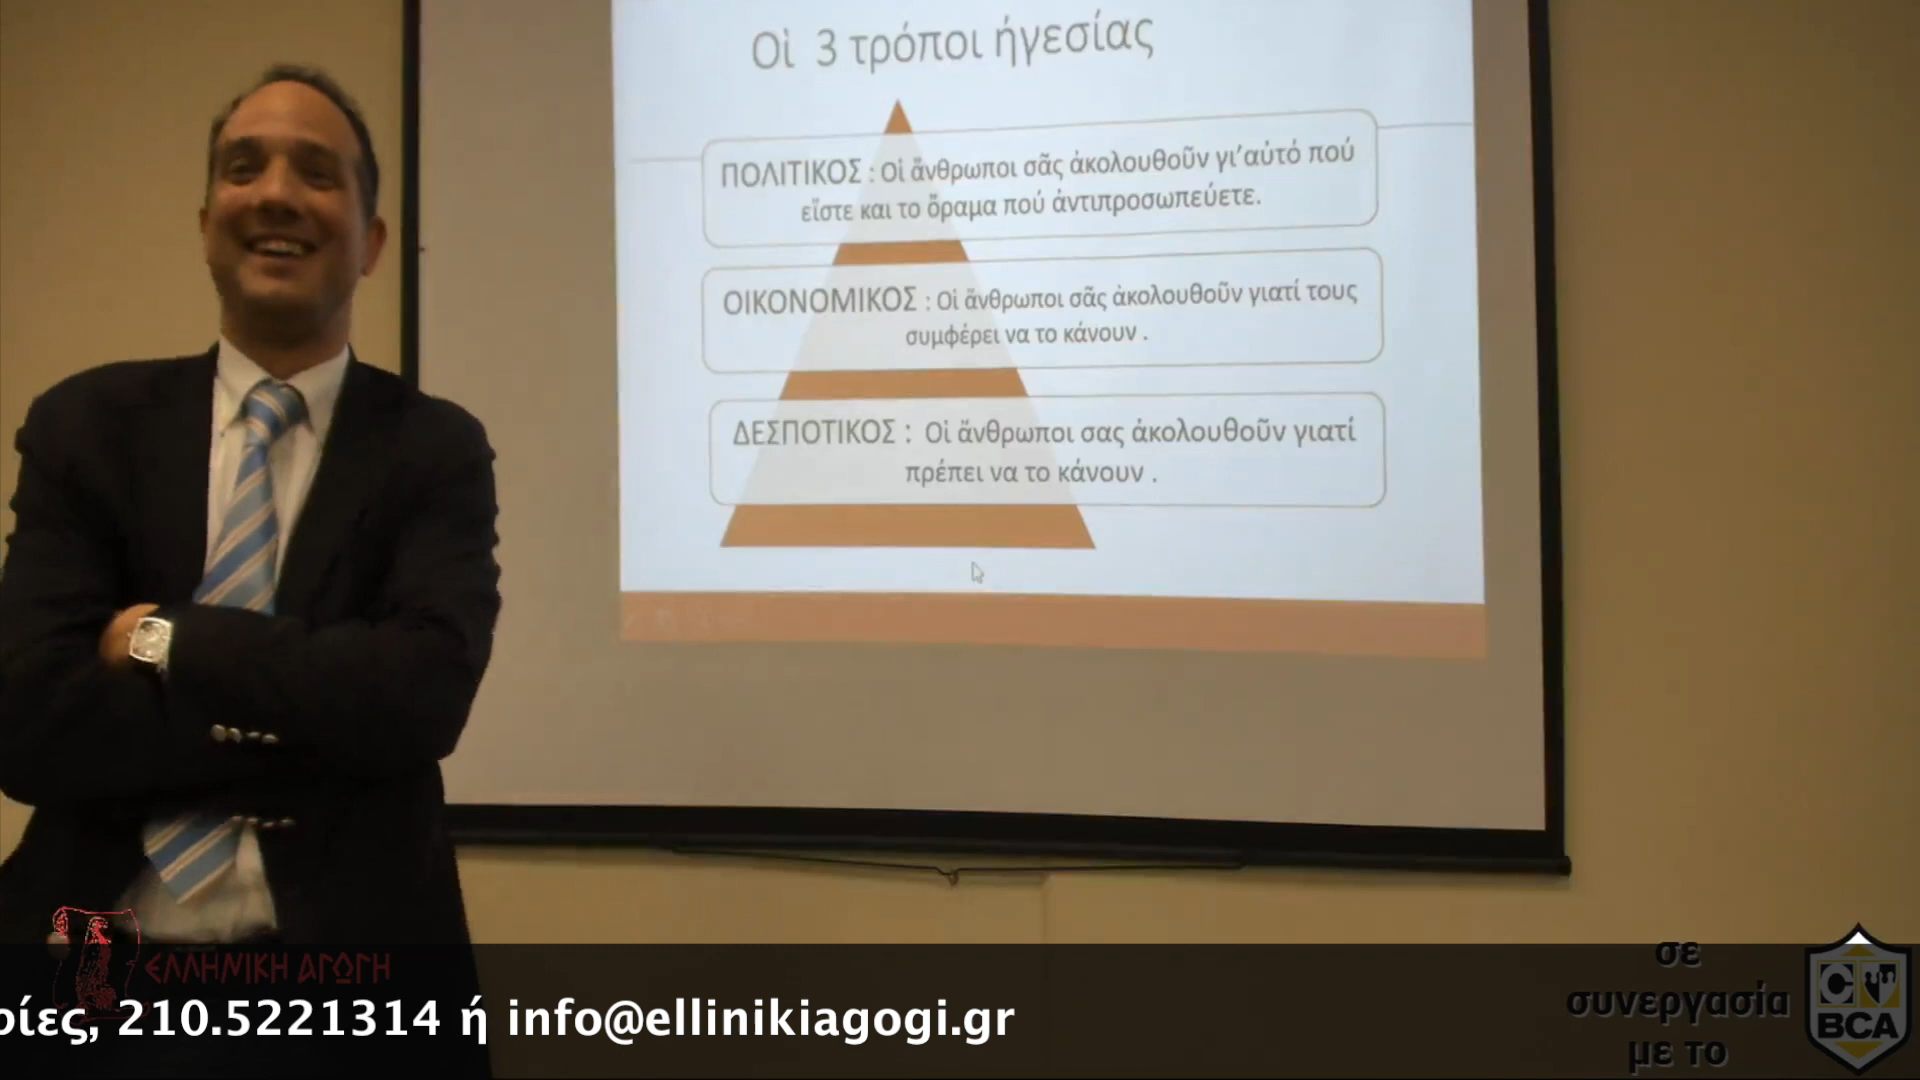 Οἱ 3 τρόποι ἡγεσίας
ΠΟΛΙΤΙΚΟΣ : Οἱ ἄνθρωποι σᾶς ἀκολουθοῦν γι’αὐτό πού
εἶστε και το ὅραμα πού ἀντιπροσωπεύετε.
ΟΙΚΟΝΟΜΙΚΟΣ : Οἱ ἄνθρωποι σᾶς ἀκολουθοῦν γιατί τους
συμφέρει να το κάνουν .
ΔΕΣΠΟΤΙΚΟΣ : Οἱ ἄνθρωποι σας ἀκολουθοῦν γιατί
πρέπει να το κάνουν .
ΕΛΛΗΝΙΚΗ ΑΓΩΓΗ
ρίες, 210.5221314 ή info@ellinikiagogi.gr
σε
συνεργασία
με το
BCA